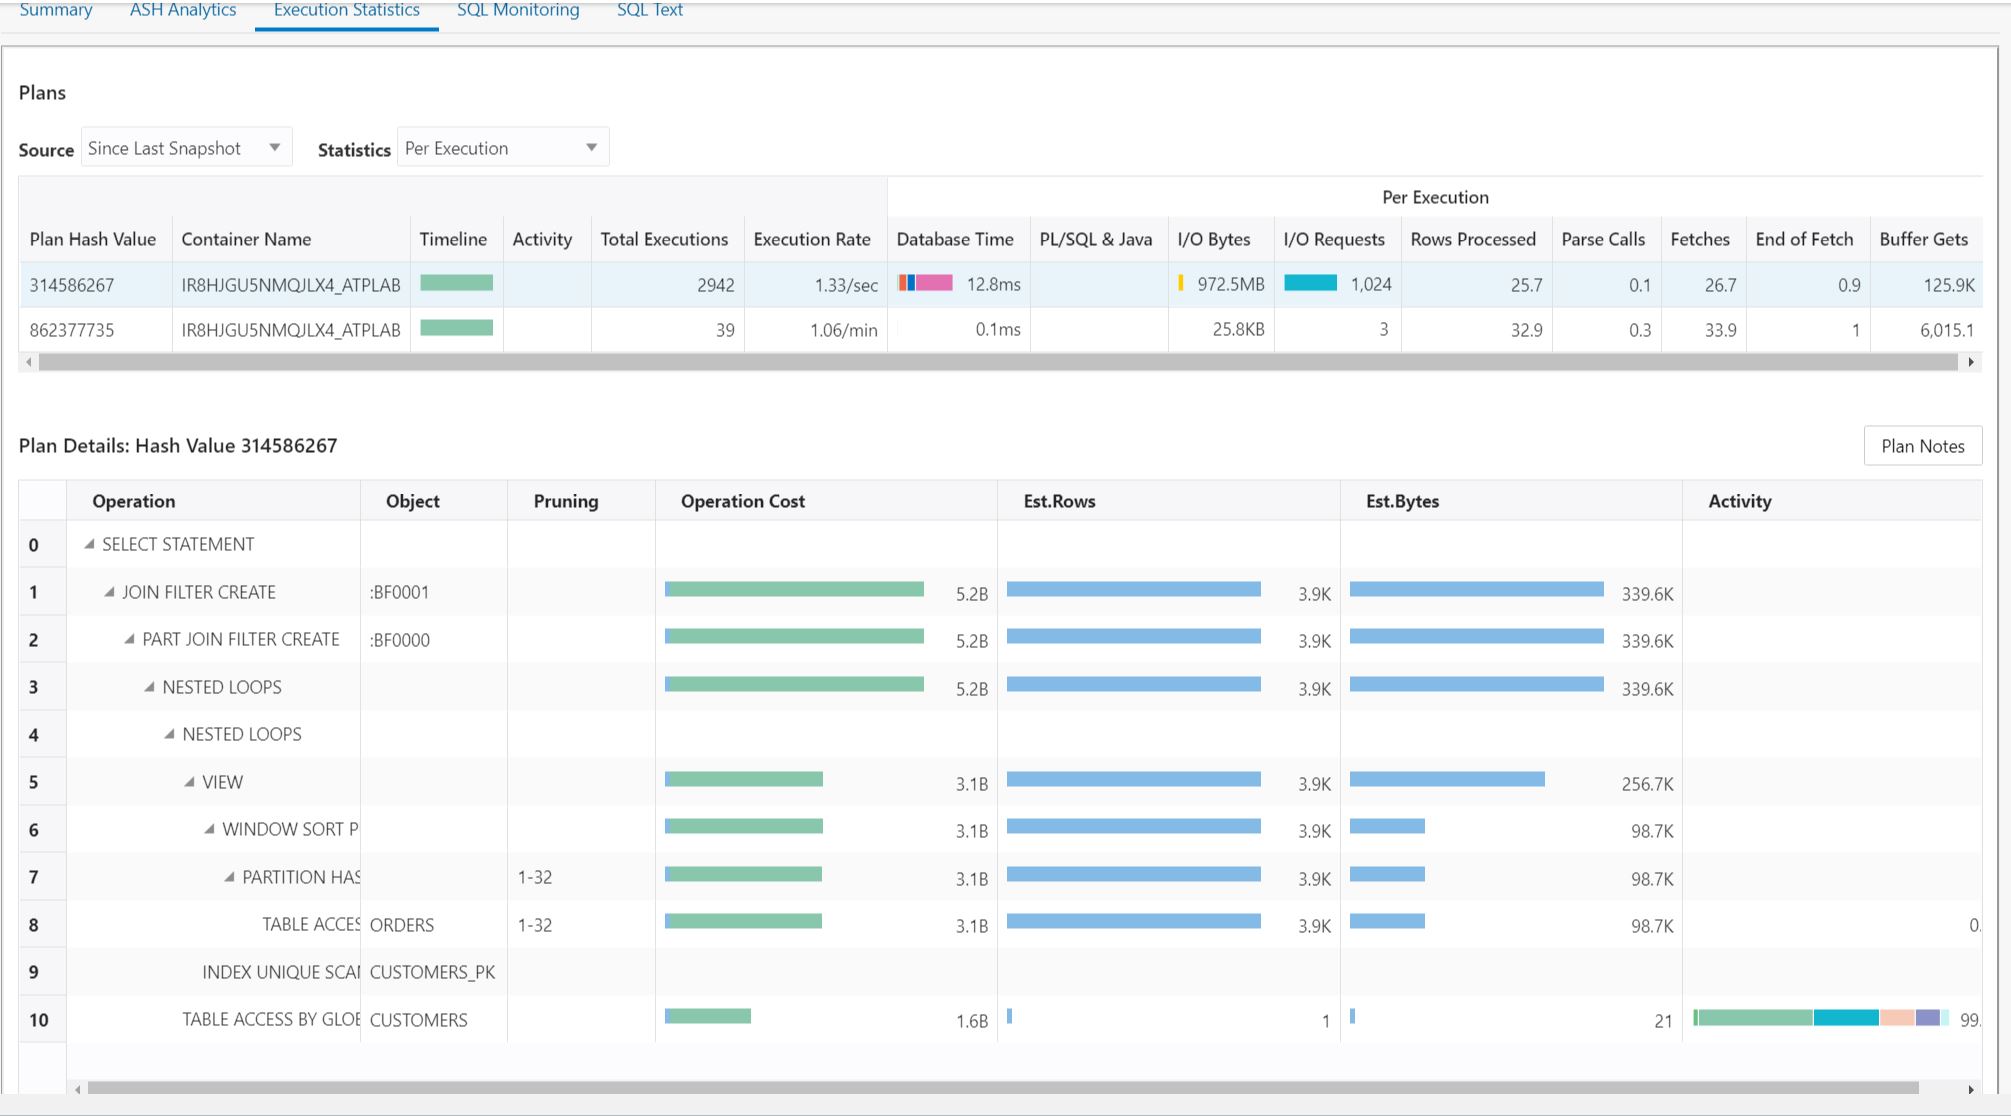 Summary ASH Analytics Execution Statistics SQL Monitoring SQL Text
Plans
Source Since Last Snapshot Statistics Per Execution
Per Execution
Plan Hash Value Container Name Timeline Activity Total Executions Execution Rate Database Time PL/SQL & Java I/O Bytes I/O Requests Rows Processed Parse Calls Fetches End of Fetch Buffer Gets
314586267 IR8HJGU5NMQJLX4_ATPLAB 2942 1.33/sec 12.8ms 972.5MB 1,024 25.7 0.1 26.7 0.9 125.9K
862377735 IR8HJGU5NMQJLX4_ATPLAB 39 1.06/min 0.1ms 25.8KB 3 32.9 0.3 33.9 1 6,015.1
Plan Details: Hash Value 314586267 Plan Notes
Operation Object Pruning Operation Cost Est.Rows Est.Bytes Activity
0 SELECT STATEMENT
1 JOIN FILTER CREATE :BF0001 5.2B 3.9K 339.6K
2 PART JOIN FILTER CREATE :BF0000 5.2B 3.9K 339.6K
3 NESTED LOOPS 5.2B 3.9K 339.6K
4 NESTED LOOPS
5 VIEW 3.1B 3.9K 256.7K
6 WINDOW SORT P 3.1B 3.9K 98.7K
7 PARTITION HAS 1-32 3.1B 3.9K 98.7K
8 TABLE ACCES ORDERS 1-32 3.1B 3.9K 98.7K 0.
9 INDEX UNIQUE SCAN CUSTOMERS_PK
10 TABLE ACCESS BY GLOB CUSTOMERS 1.6B 1 21 99.